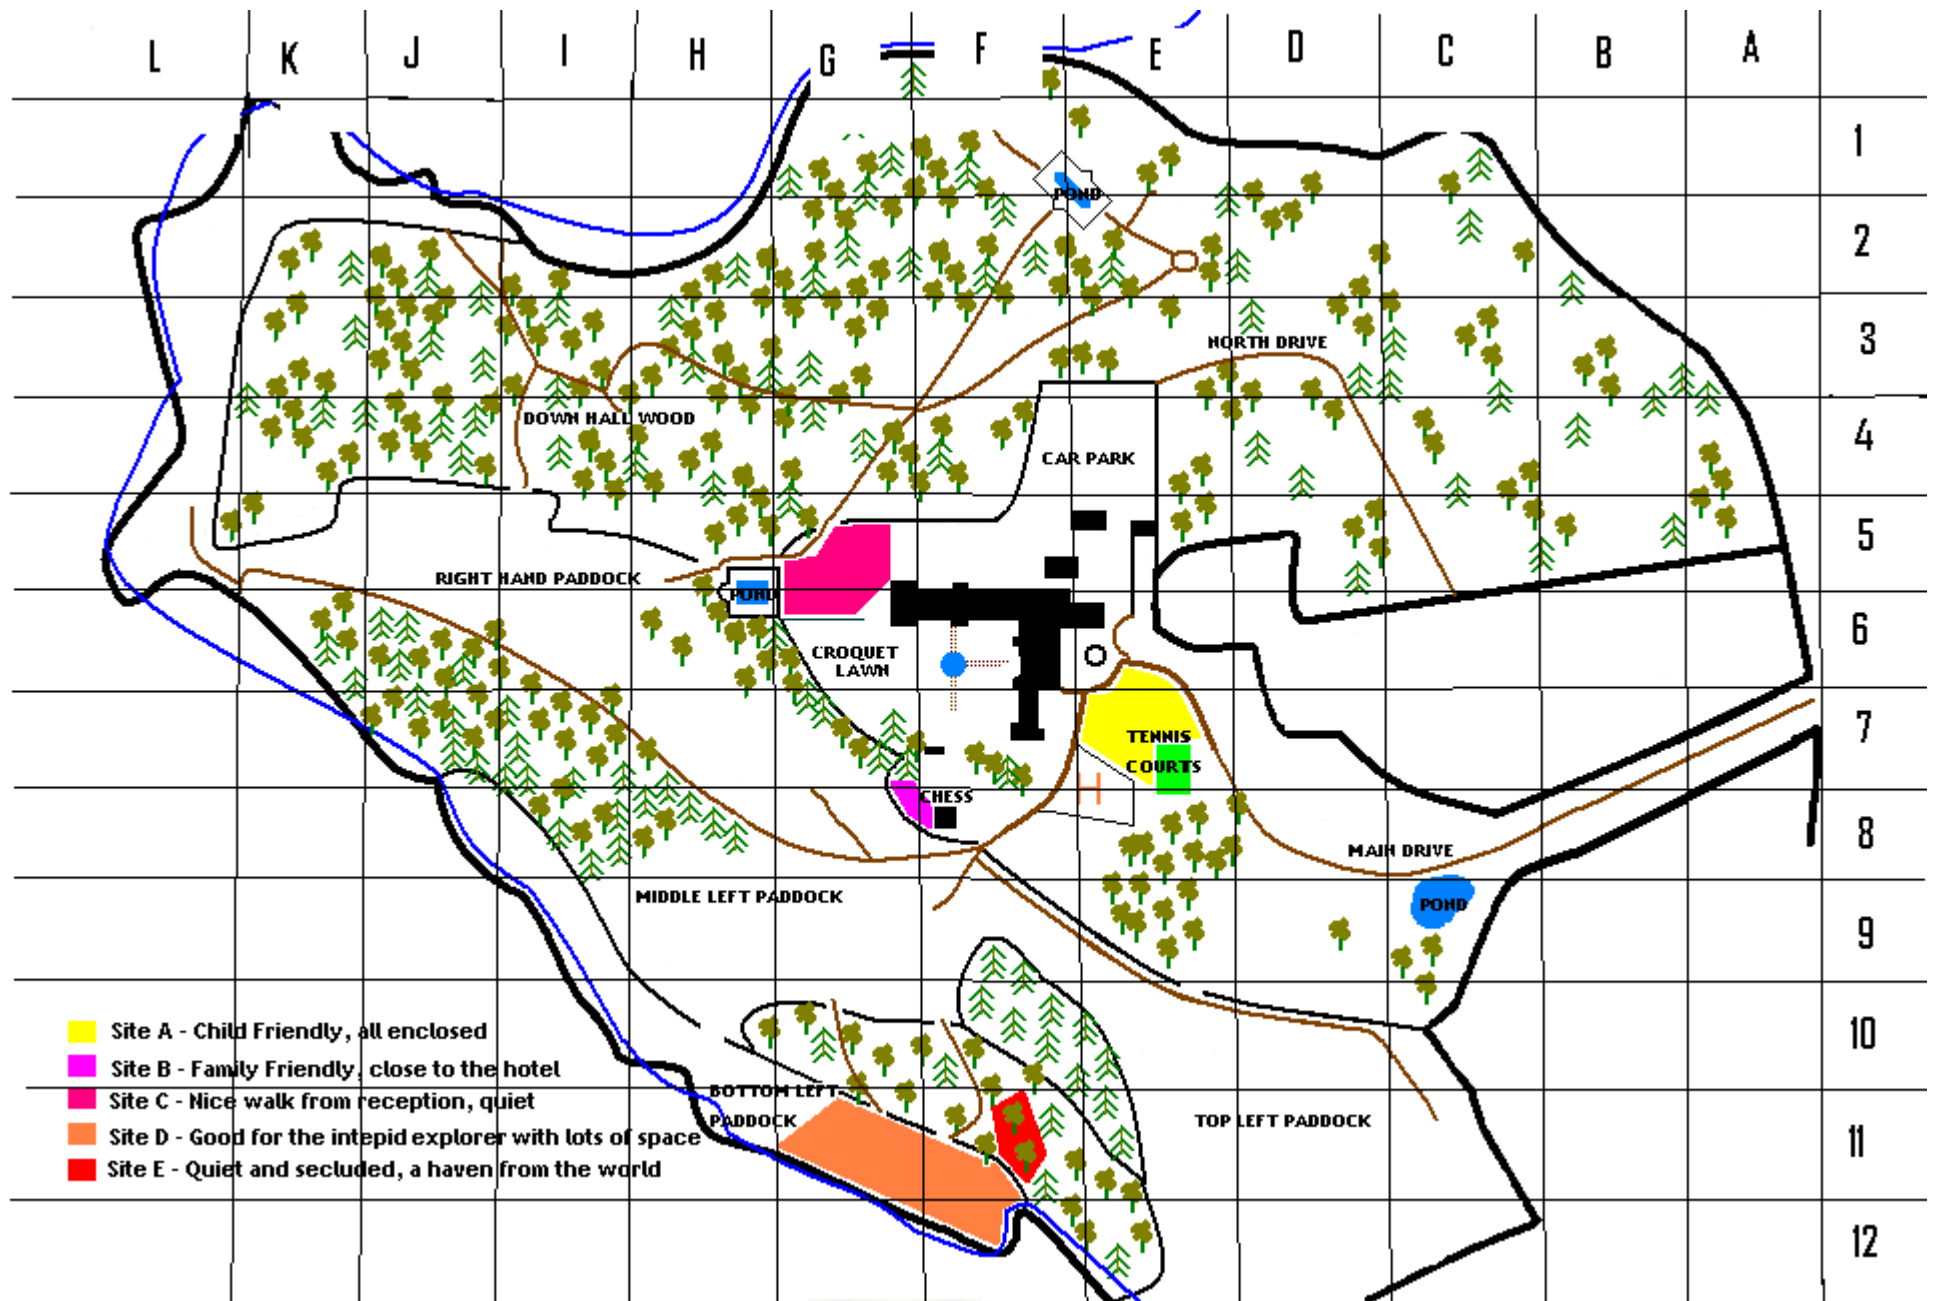 L K J I H G F E D C B A
1
POND
2
NORTH DRIVE
3
DOWN HALL WOOD
4
CAR PARK
5
RIGHT HAND PADDOCK
POND
6
CROQUET
LAWN
7
TENNIS
COURTS
H
CHESS
8
MAIN DRIVE
MIDDLE LEFT PADDOCK
POND
9
10
Site A - Child Friendly, all enclosed
Site B - Family Friendly, close to the hotel
Site C - Nice walk from reception, quiet
Site D - Good for the intepid explorer with lots of space
Site E - Quiet and secluded, a haven from the world
BOTTOM LEFT
PADDOCK
TOP LEFT PADDOCK
11
12